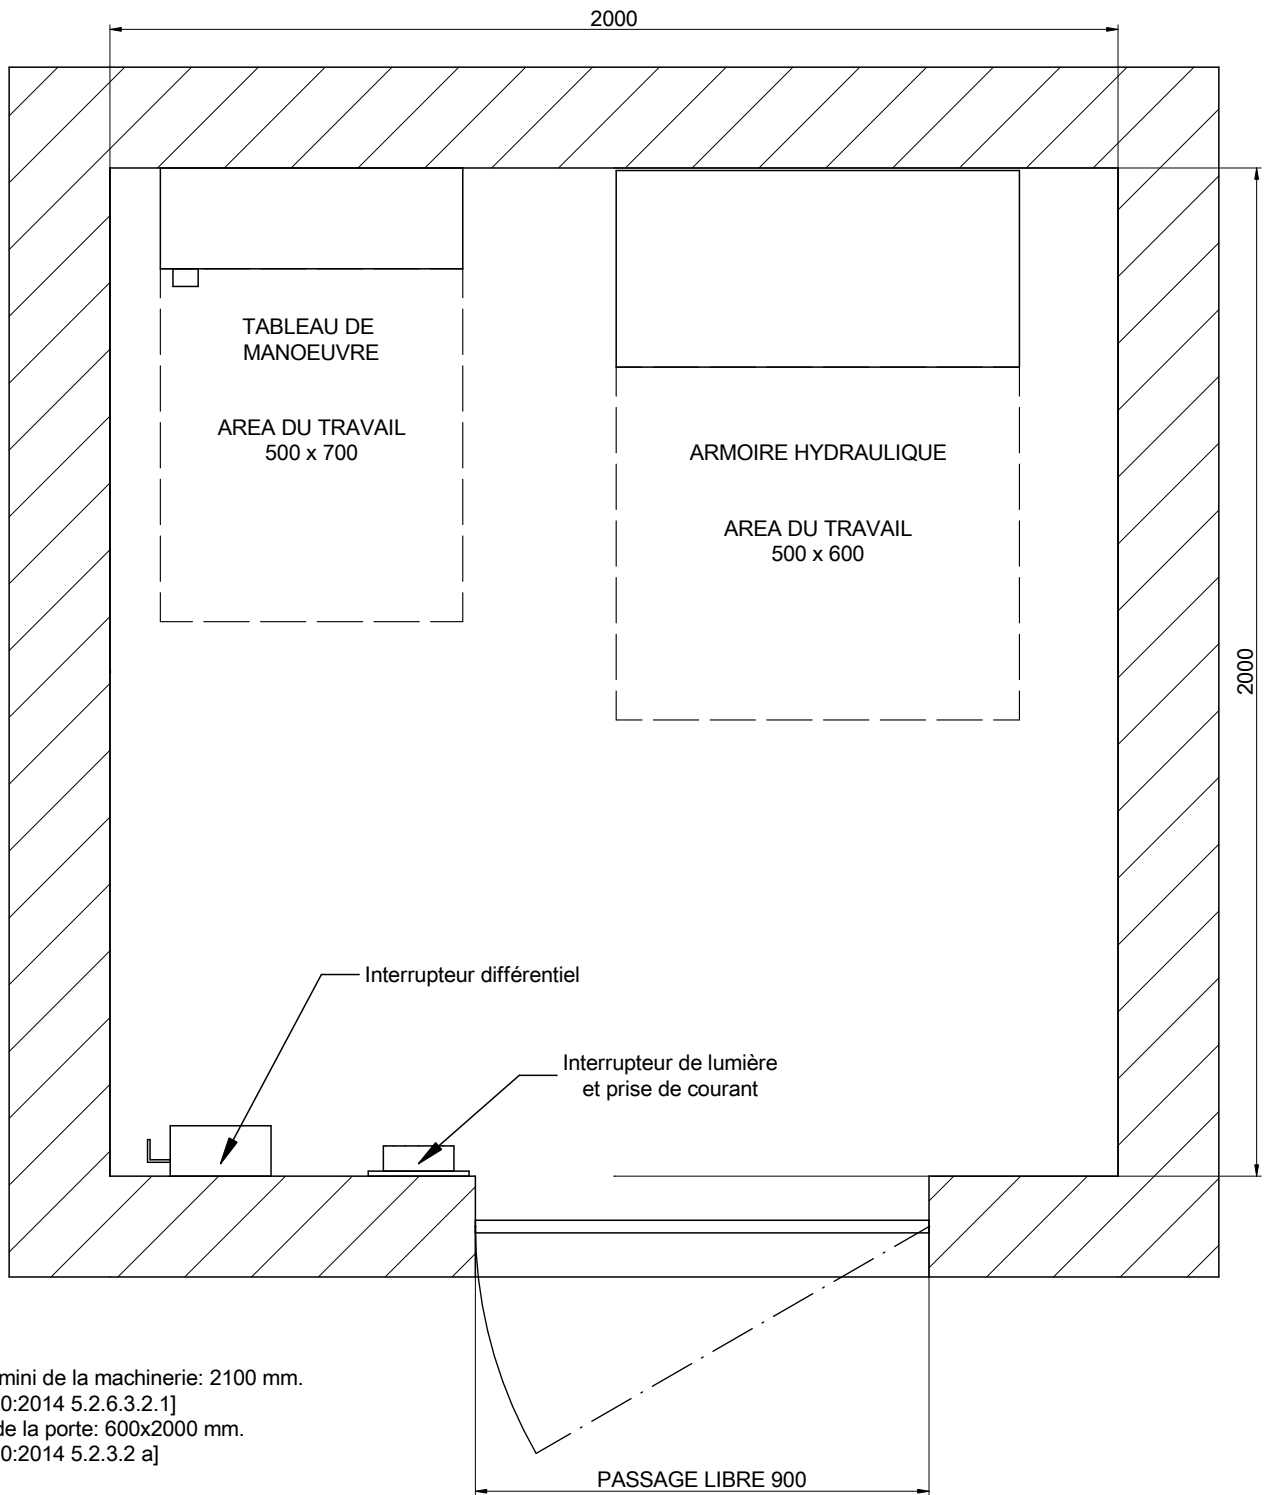 2000
TABLEAU DE
MANOEUVRE
AREA DU TRAVAIL
500 x 700
ARMOIRE HYDRAULIQUE
AREA DU TRAVAIL
500 x 600
2000
Interrupteur différentiel
Interrupteur de lumière
et prise de courant
mini de la machinerie: 2100 mm.
0:2014 5.2.6.3.2.1]
de la porte: 600x2000 mm.
0:2014 5.2.3.2 a]
PASSAGE LIBRE 900